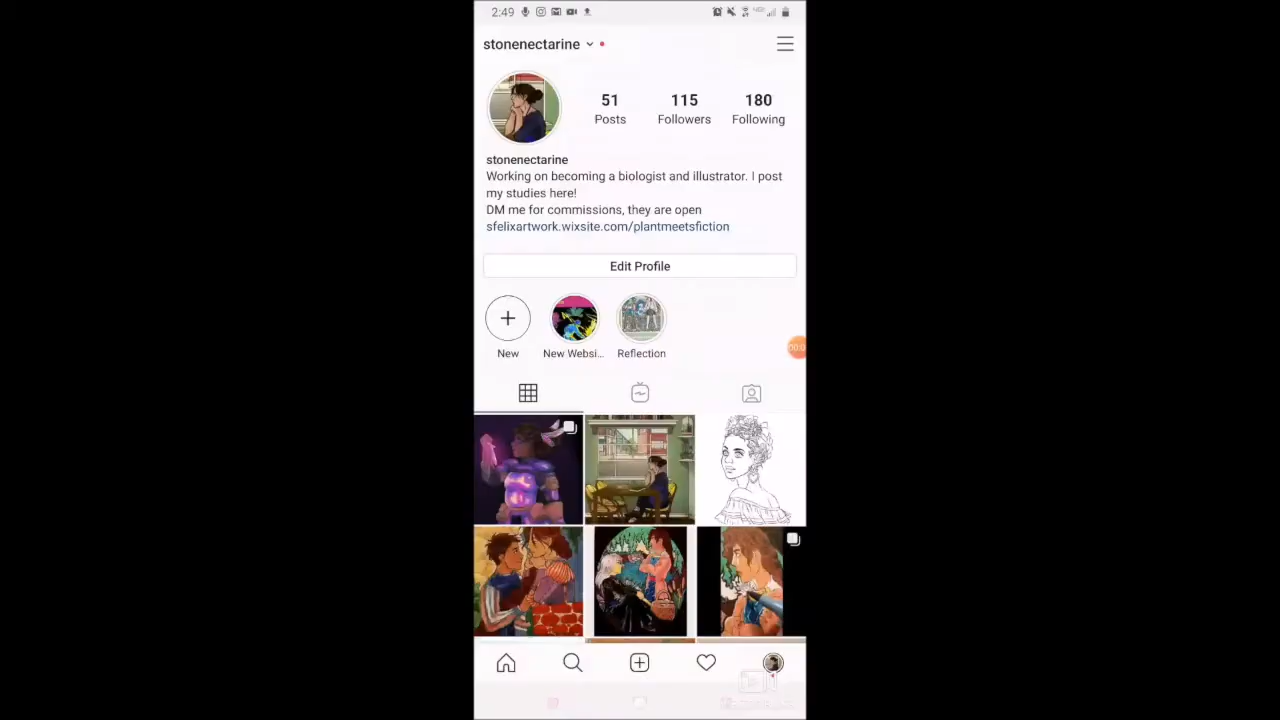 2:49
stonenectarine
51
115
180
Posts
Followers
Following
stonenectarine
Working on becoming a biologist and illustrator. I post
my studies here!
DM me for commissions, they are open
sfelixartwork.wixsite.com/plantmeetsfiction
Edit Profile
New
New Websi...
Reflection